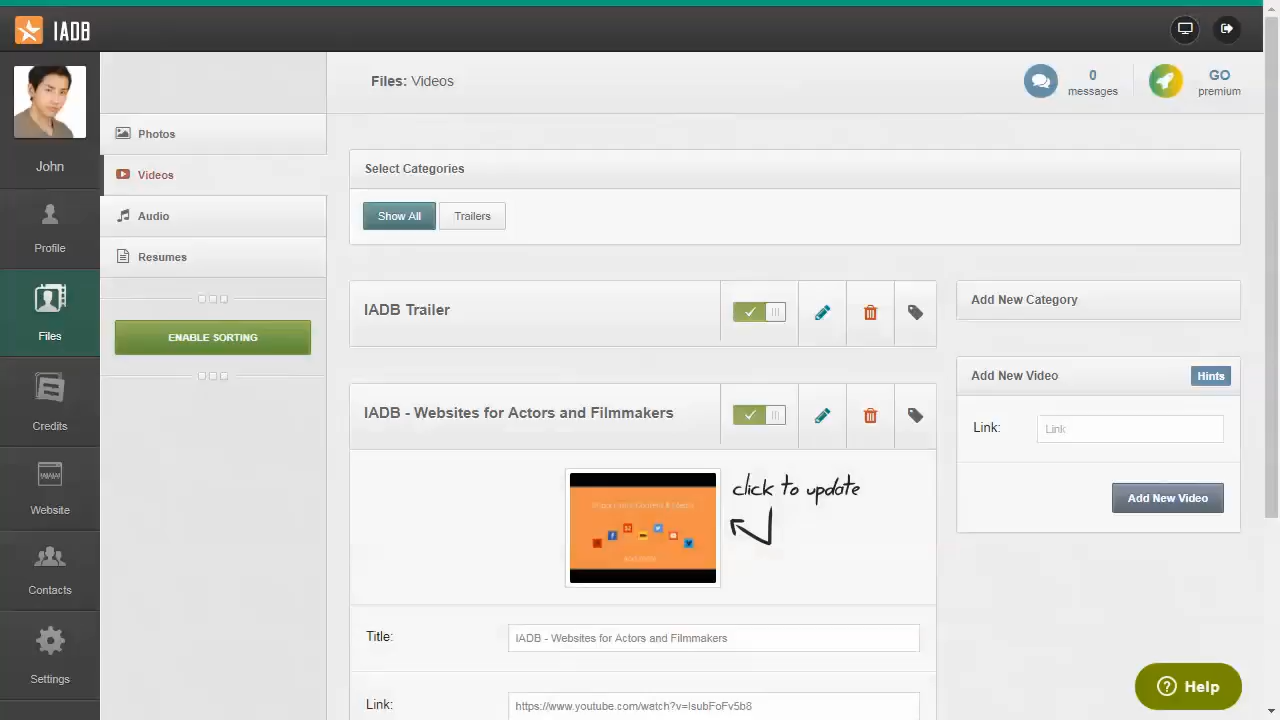 IADB
Files: Videos
0
messages
GO
premium
John
Profile
Files
Credits
Website
Contacts
Settings
Photos
Videos
Audio
Resumes
ENABLE SORTING
Select Categories
Show All
Trailers
IADB Trailer
Add New Category
IADB - Websites for Actors and Filmmakers
click to update
Add New Video
Hints
Link:
Link
Add New Video
Title:
IADB - Websites for Actors and Filmmakers
Link:
https://www.youtube.com/watch?v=IsubFoFv5b8
Help